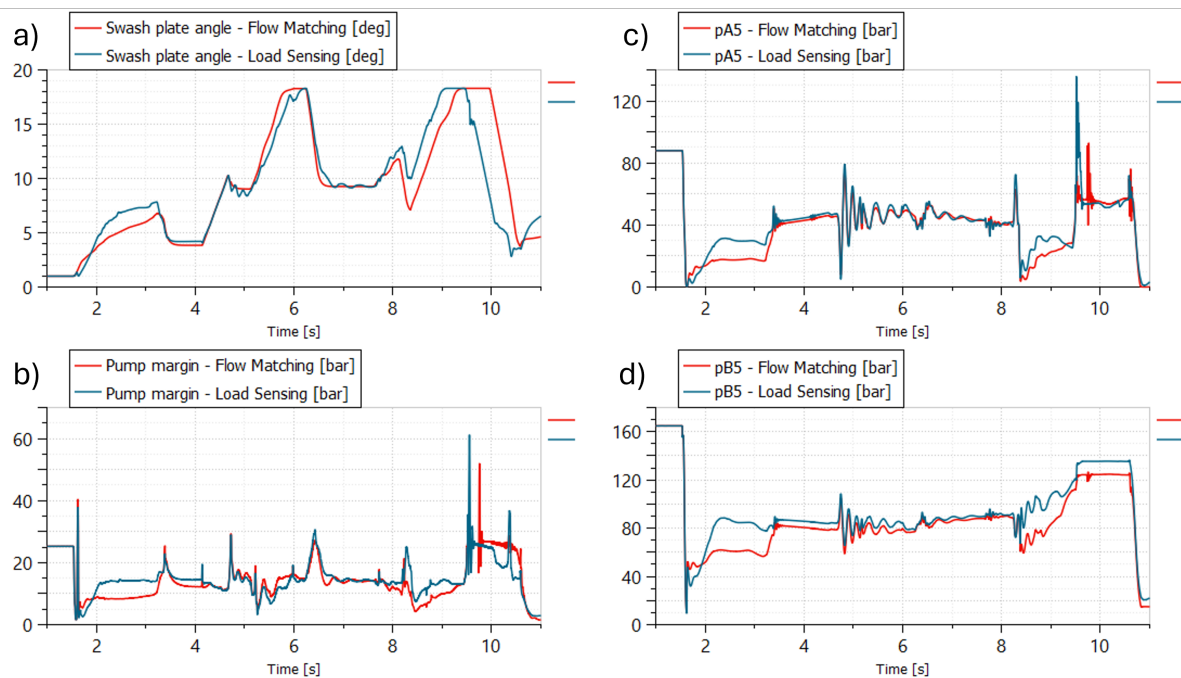 a)
Swash plate angle - Flow Matching [deg]
Swash plate angle - Load Sensing [deg]
20
15
10
5
0
2 4 6 8 10
Time [s]
c)
pA5 - Flow Matching [bar]
pA5 - Load Sensing [bar]
120
80
40
0
2 4 6 8 10
Time [s]
b)
Pump margin - Flow Matching [bar]
Pump margin - Load Sensing [bar]
60
40
20
0
2 4 6 8 10
Time [s]
d)
pB5 - Flow Matching [bar]
pB5 - Load Sensing [bar]
160
120
80
40
0
2 4 6 8 10
Time [s]